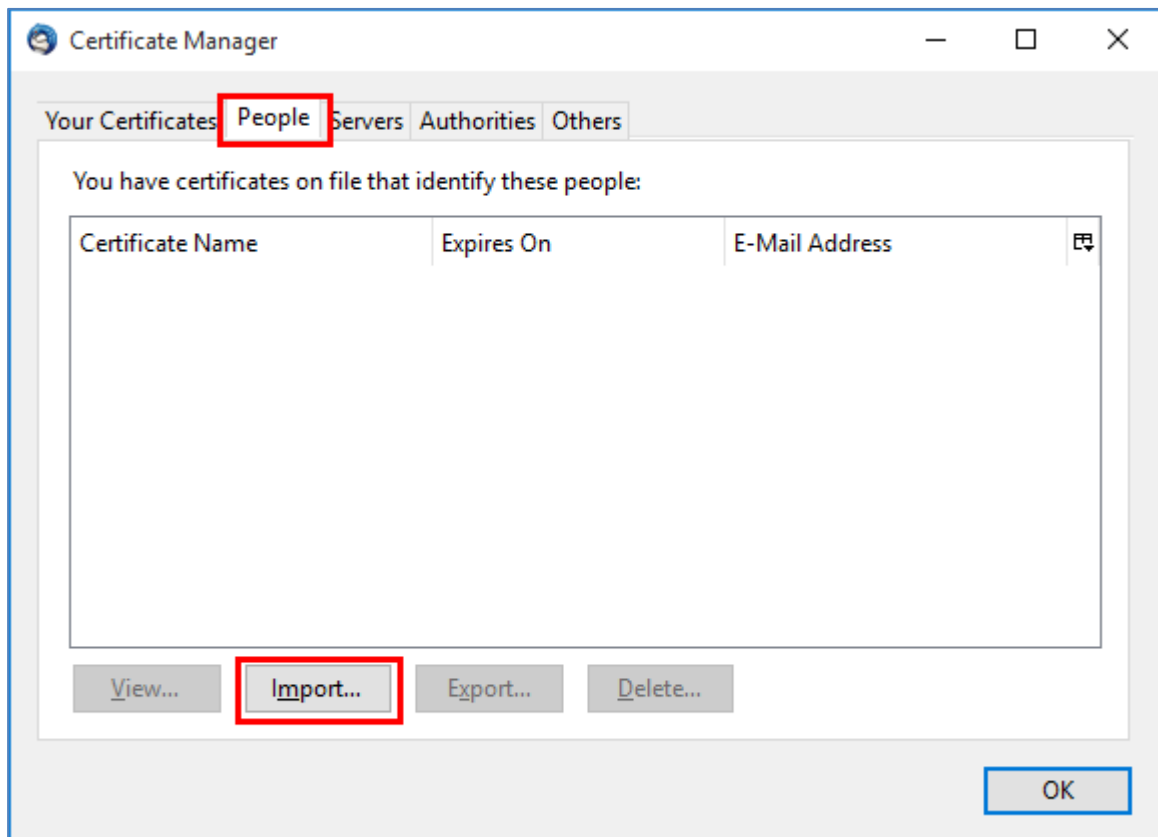 Certificate Manager
Your Certificates People Servers Authorities Others
You have certificates on file that identify these people:
Certificate Name Expires On E-Mail Address
View... Import... Export... Delete...
OK